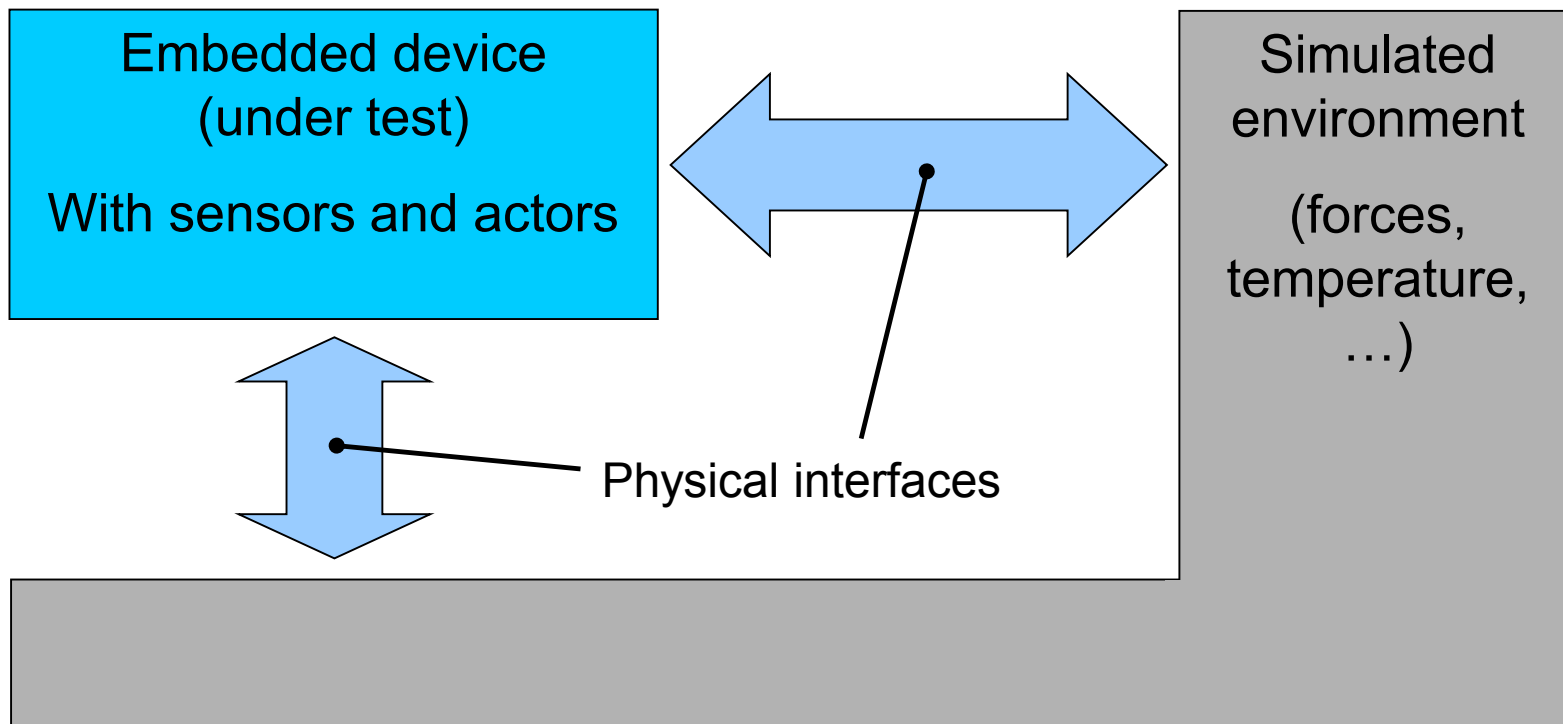 Embedded device
(under test)
With sensors and actors
Simulated
environment
(forces,
temperature,
…)
Physical interfaces